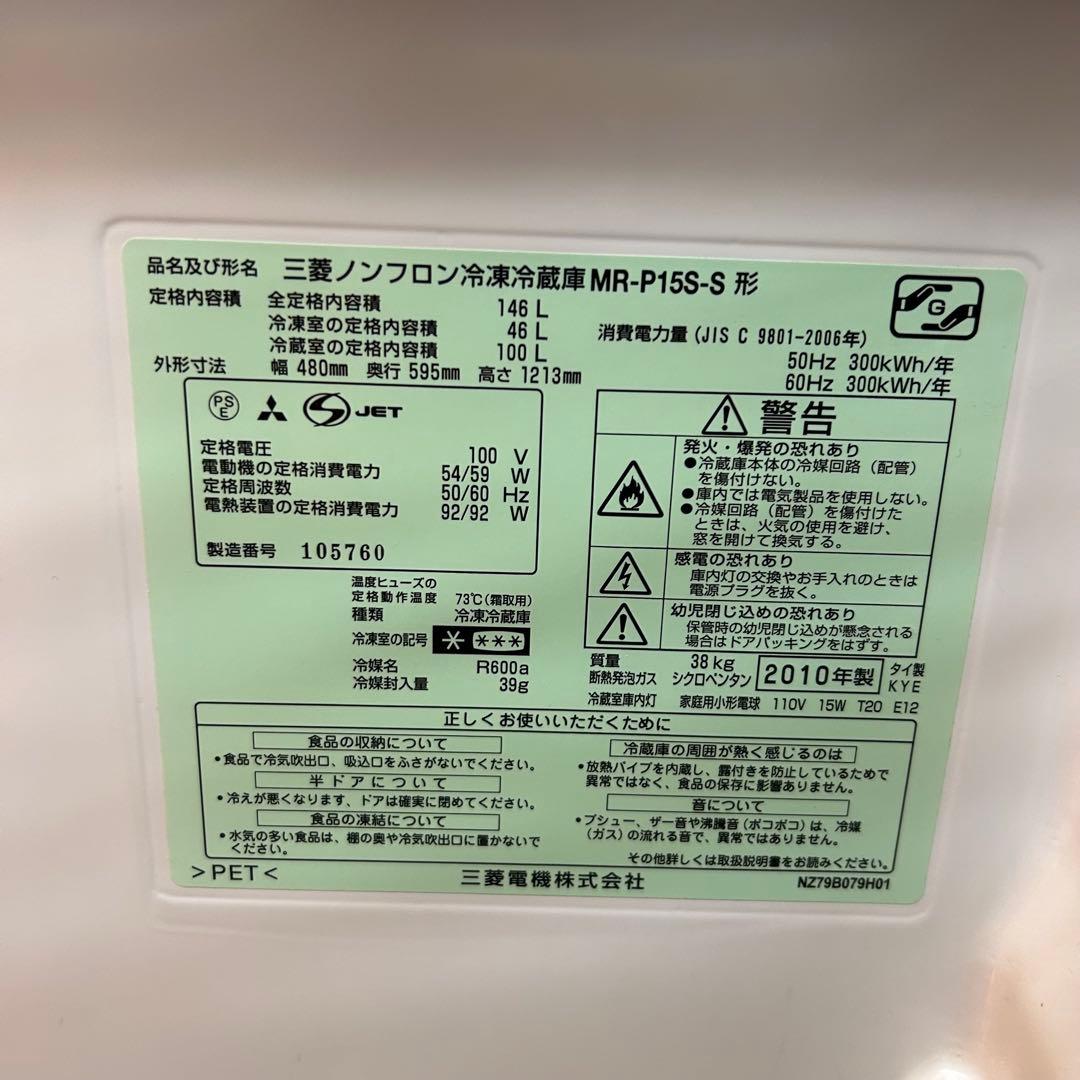 品名及び形名 三菱ノンフロン冷凍冷蔵庫 MR-P15S-S 形
定格内容積 全定格内容積 146 L
冷凍室の定格内容積 46 L
冷蔵室の定格内容積 100 L
外形寸法 幅 480mm 奥行 595mm 高さ 1213mm
G
消費電力量 (JIS C 9801-2006年)
50Hz 300kWh/年
60Hz 300kWh/年
PS
E
S JET
定格電圧 100 V
電動機の定格消費電力 54/59 W
定格周波数 50/60 Hz
電熱装置の定格消費電力 92/92 W
製造番号 105760
温度ヒューズの
定格動作温度 73℃(霜取用)
種類 冷凍冷蔵庫
冷凍室の記号 * ***
冷媒名 R600a
冷媒封入量 39g
警告
発火・爆発の恐れあり
●冷蔵庫本体の冷媒回路(配管)
を傷付けない。
●庫内では電気製品を使用しない。
●冷媒回路(配管)を傷付けた
ときは、火気の使用を避け、
窓を開けて換気する。
感電の恐れあり
庫内灯の交換やお手入れのときは
電源プラグを抜く。
幼児閉じ込めの恐れあり
保管時の幼児閉じ込めが懸念される
場合はドアパッキングをはずす。
質量 38kg
断熱発泡ガス シクロペンタン
2010年製
タイ製
KYE
冷蔵室庫内灯 家庭用小形電球 110V 15W T20 E12
正しくお使いいただくために
食品の収納について
・食品で冷気吹出口、吸込口をふさがないでください。
半ドアについて
・冷えが悪くなります、ドアは確実に閉めてください。
食品の凍結について
・水気の多い食品は、棚の奥や冷気吹出口に置かないで
ください。
冷蔵庫の周囲が熱く感じるのは
・放熱パイプを内蔵し、露付きを防止しているためで
異常ではなく、食品の保存に影響ありません。
音について
・プシュー、ザー音や沸騰音(ポコポコ)は、冷媒
(ガス)の流れる音で、異常ではありません。
その他詳しくは取扱説明書をお読みください。
>PET<
三菱電機株式会社
NZ79B079H01